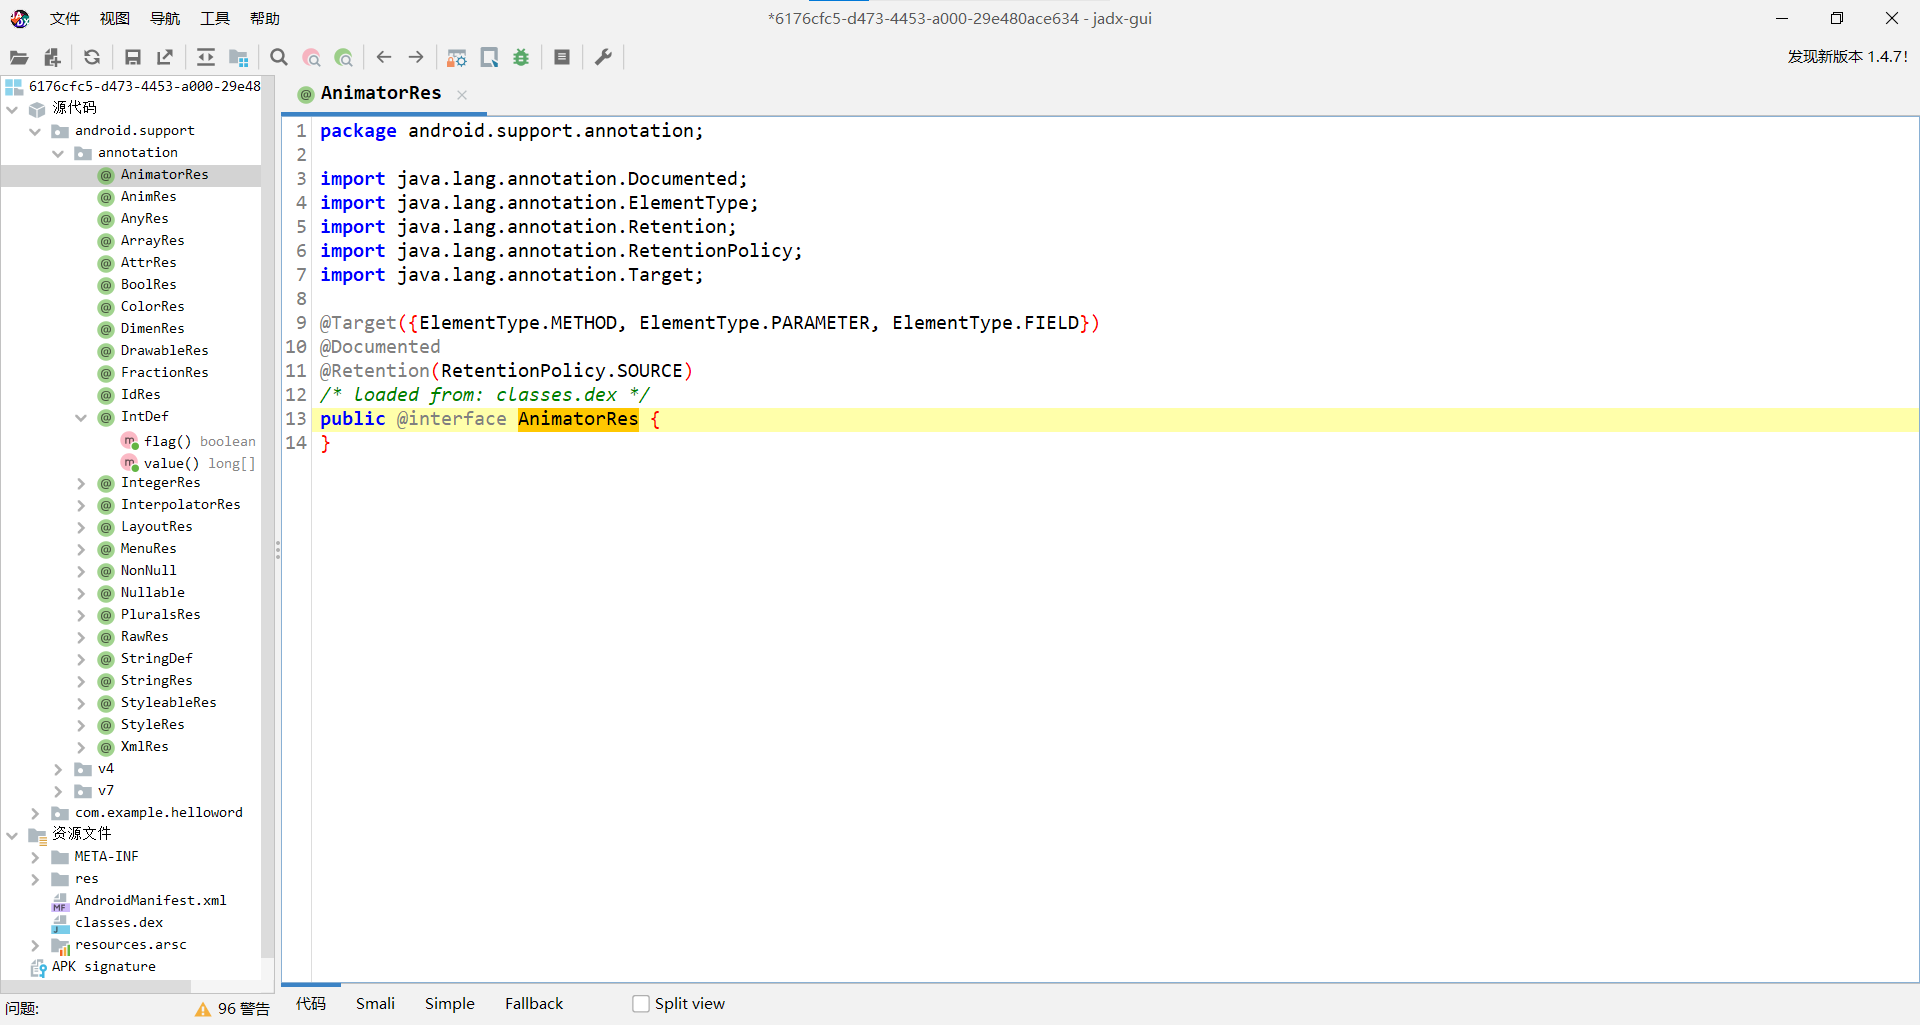 文件 视图 导航 工具 帮助
*6176cfc5-d473-4453-a000-29e480ace634 - jadx-gui
发现新版本 1.4.7!
6176cfc5-d473-4453-a000-29e48
源代码
android.support
annotation
AnimatorRes
AnimRes
AnyRes
ArrayRes
AttrRes
BoolRes
ColorRes
DimenRes
DrawableRes
FractionRes
IdRes
IntDef
flag() boolean
value() long[]
IntegerRes
InterpolatorRes
LayoutRes
MenuRes
NonNull
Nullable
PluralsRes
RawRes
StringDef
StringRes
StyleableRes
StyleRes
XmlRes
v4
v7
com.example.helloword
资源文件
META-INF
res
AndroidManifest.xml
classes.dex
resources.arsc
APK signature
问题:
96 警告
AnimatorRes
1 package android.support.annotation;
2
3 import java.lang.annotation.Documented;
4 import java.lang.annotation.ElementType;
5 import java.lang.annotation.Retention;
6 import java.lang.annotation.RetentionPolicy;
7 import java.lang.annotation.Target;
8
9 @Target({ElementType.METHOD, ElementType.PARAMETER, ElementType.FIELD})
10 @Documented
11 @Retention(RetentionPolicy.SOURCE)
12 /* loaded from: classes.dex */
13 public @interface AnimatorRes {
14 }
代码 Smali Simple Fallback Split view